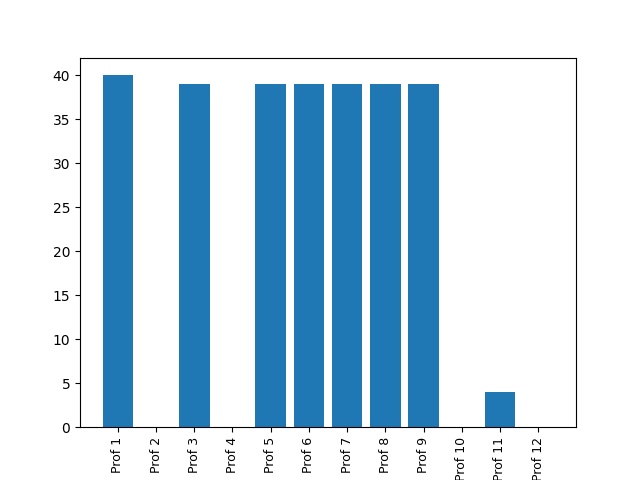 40
35
30
25
20
15
10
5
0
Prof 1
Prof 2
Prof 3
Prof 4
Prof 5
Prof 6
Prof 7
Prof 8
Prof 9
Prof 10
Prof 11
Prof 12